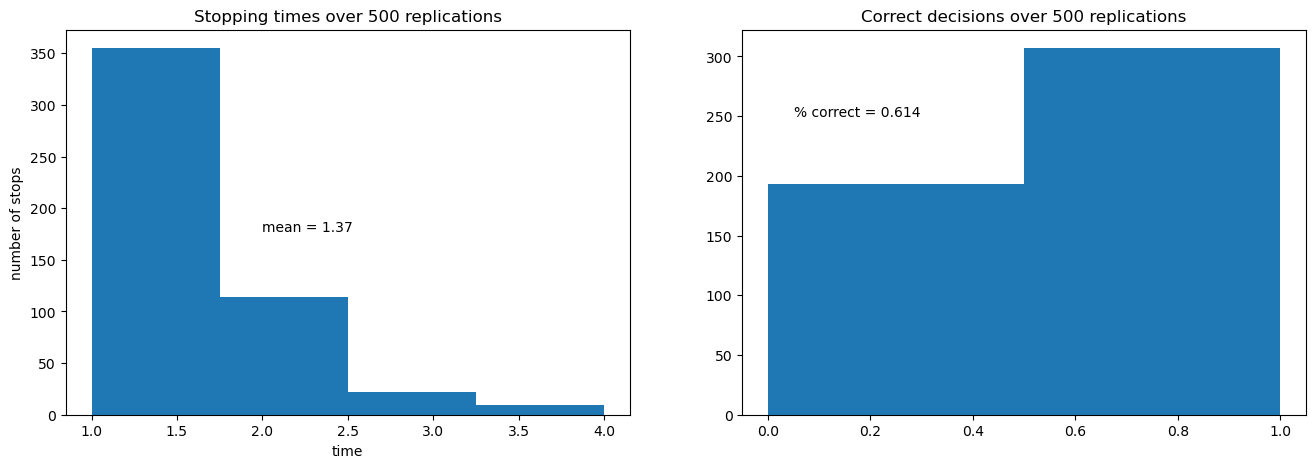 Stopping times over 500 replications
350
300
250
200
150
100
50
0
number of stops
mean = 1.37
1.0 1.5 2.0 2.5 3.0 3.5 4.0
time
Correct decisions over 500 replications
300
250
200
150
100
50
0
% correct = 0.614
0.0 0.2 0.4 0.6 0.8 1.0